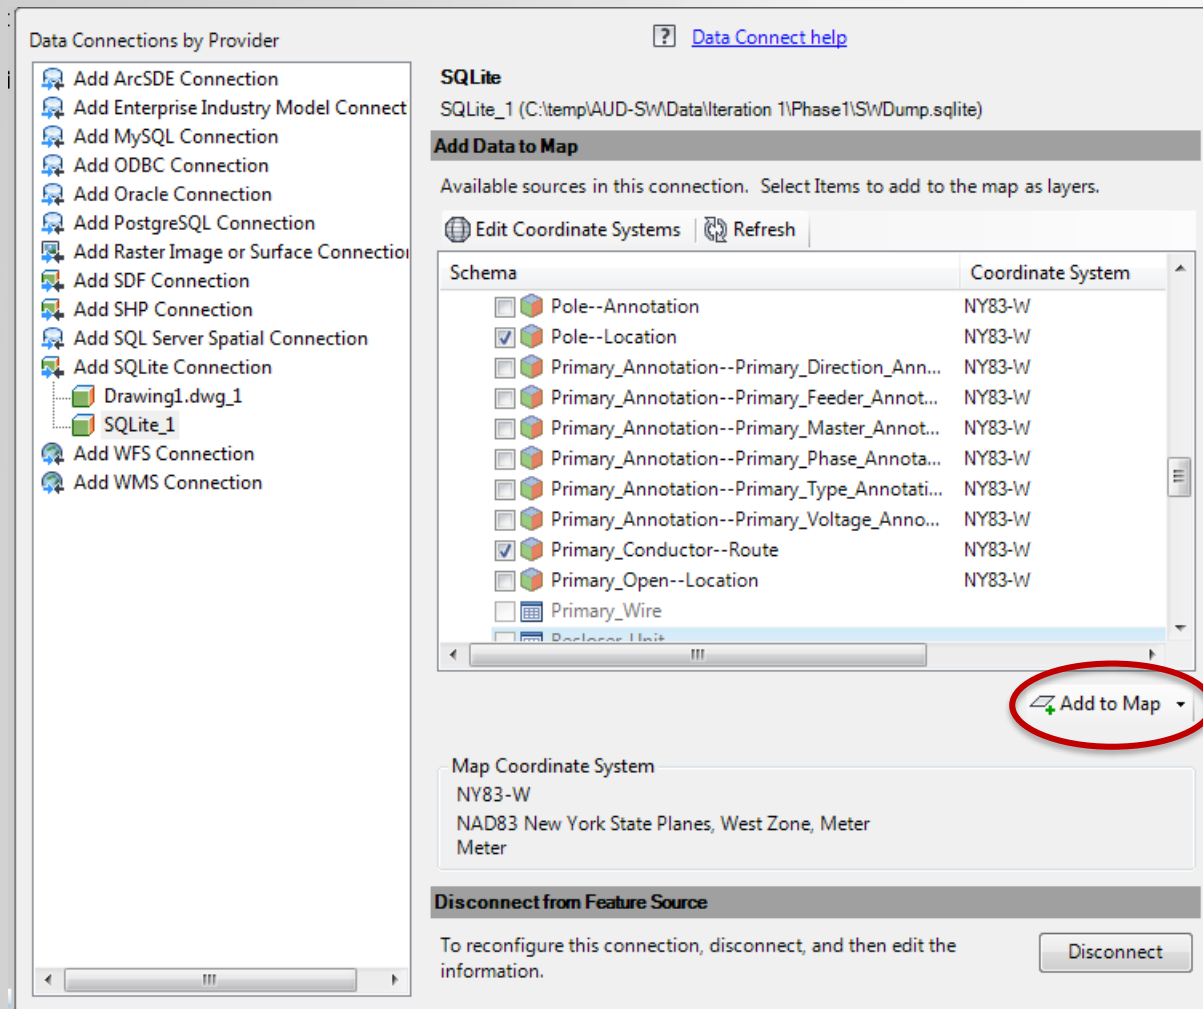 Data Connections by Provider
Add ArcSDE Connection
Add Enterprise Industry Model Connect
Add MySQL Connection
Add ODBC Connection
Add Oracle Connection
Add PostgreSQL Connection
Add Raster Image or Surface Connection
Add SDF Connection
Add SHP Connection
Add SQL Server Spatial Connection
Add SQLite Connection
Drawing1.dwg_1
SQLite_1
Add WFS Connection
Add WMS Connection
? Data Connect help
SQLite
SQLite_1 (C:\temp\AUD-SW\Data\Iteration 1\Phase1\SWDump.sqlite)
Add Data to Map
Available sources in this connection. Select Items to add to the map as layers.
Edit Coordinate Systems Refresh
Schema Coordinate System
Pole--Annotation NY83-W
Pole--Location NY83-W
Primary_Annotation--Primary_Direction_Ann... NY83-W
Primary_Annotation--Primary_Feeder_Annot... NY83-W
Primary_Annotation--Primary_Master_Annot... NY83-W
Primary_Annotation--Primary_Phase_Annota... NY83-W
Primary_Annotation--Primary_Type_Annotati... NY83-W
Primary_Annotation--Primary_Voltage_Anno... NY83-W
Primary_Conductor--Route NY83-W
Primary_Open--Location NY83-W
Primary_Wire
Recloser_Unit
Add to Map
Map Coordinate System
NY83-W
NAD83 New York State Planes, West Zone, Meter
Meter
Disconnect from Feature Source
To reconfigure this connection, disconnect, and then edit the
information.
Disconnect